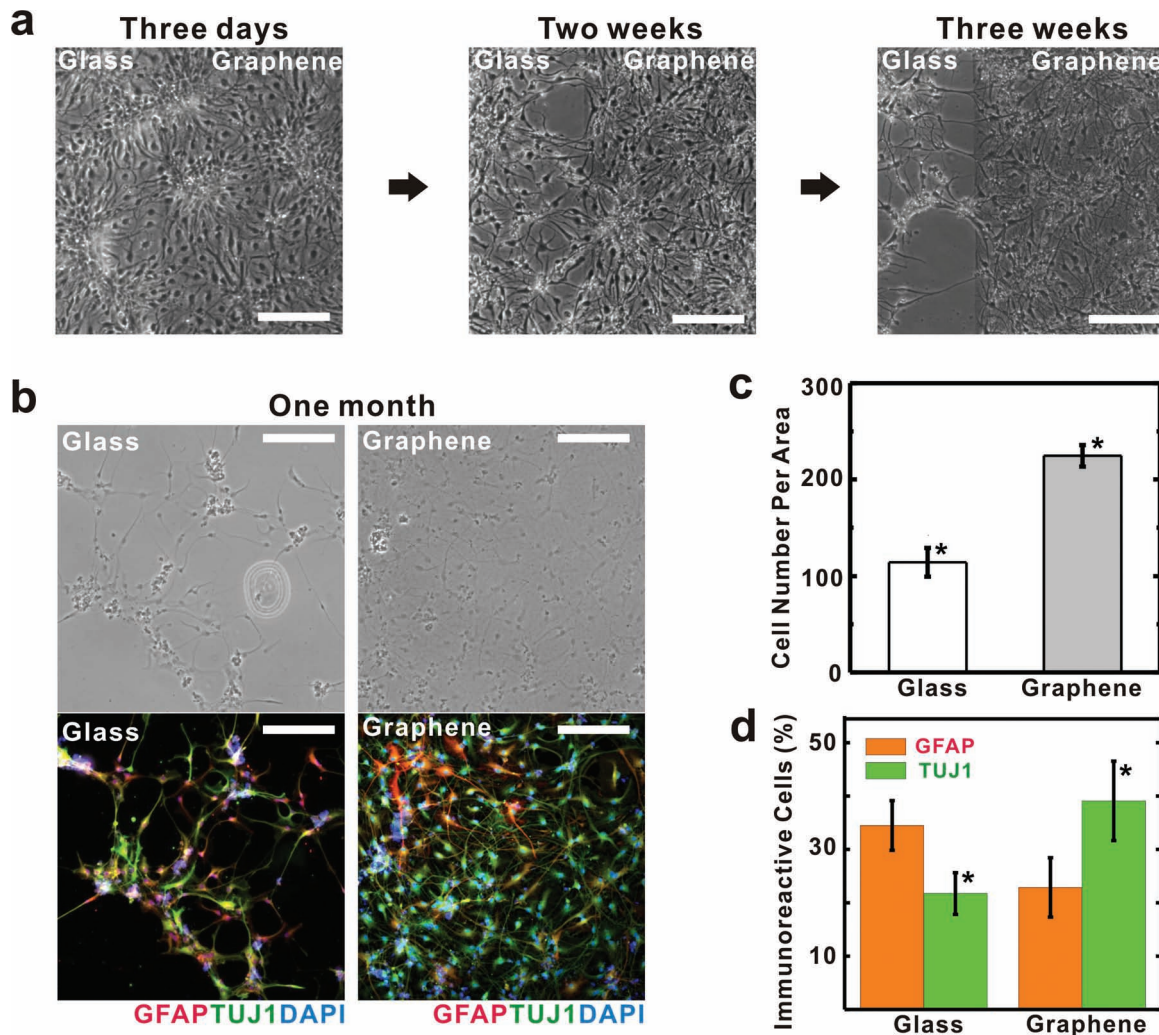 a
Three days
Two weeks
Three weeks
Glass Graphene
Glass Graphene
Glass Graphene
b
One month
Glass
Graphene
Glass
Graphene
GFAPTUJ1DAPI
GFAPTUJ1DAPI
c
Cell Number Per Area
300
200
100
0
Glass Graphene
*
*
d
Immunoreactive Cells (%)
50
30
10
GFAP
TUJ1
*
*
Glass Graphene